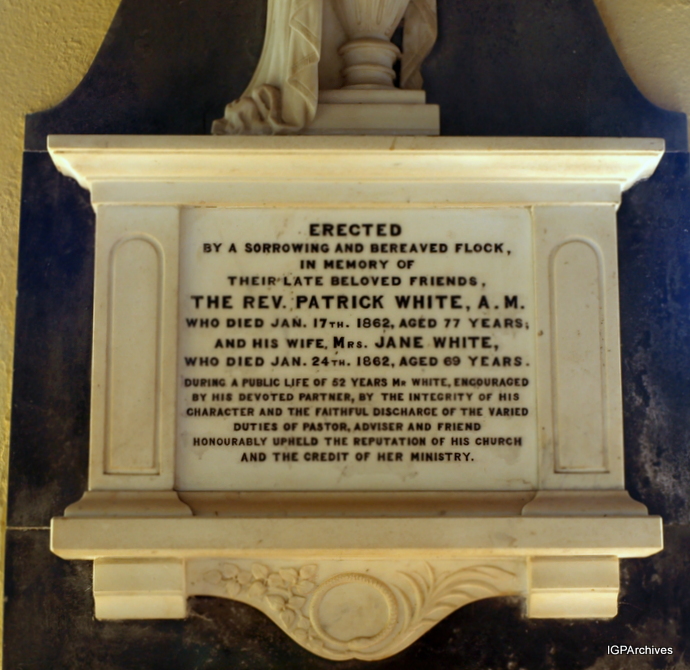 ERECTED
BY A SORROWING AND BEREAVED FLOCK,
IN MEMORY OF
THEIR LATE BELOVED FRIENDS,
THE REV. PATRICK WHITE, A.M.
WHO DIED JAN. 17TH. 1862, AGED 77 YEARS;
AND HIS WIFE, MRS. JANE WHITE,
WHO DIED JAN. 24TH. 1862, AGED 69 YEARS.
DURING A PUBLIC LIFE OF 52 YEARS MR WHITE, ENCOURAGED
BY HIS DEVOTED PARTNER, BY THE INTEGRITY OF HIS
CHARACTER AND THE FAITHFUL DISCHARGE OF THE VARIED
DUTIES OF PASTOR, ADVISER AND FRIEND
HONOURABLY UPHELD THE REPUTATION OF HIS CHURCH
AND THE CREDIT OF HER MINISTRY.
IGPArchives